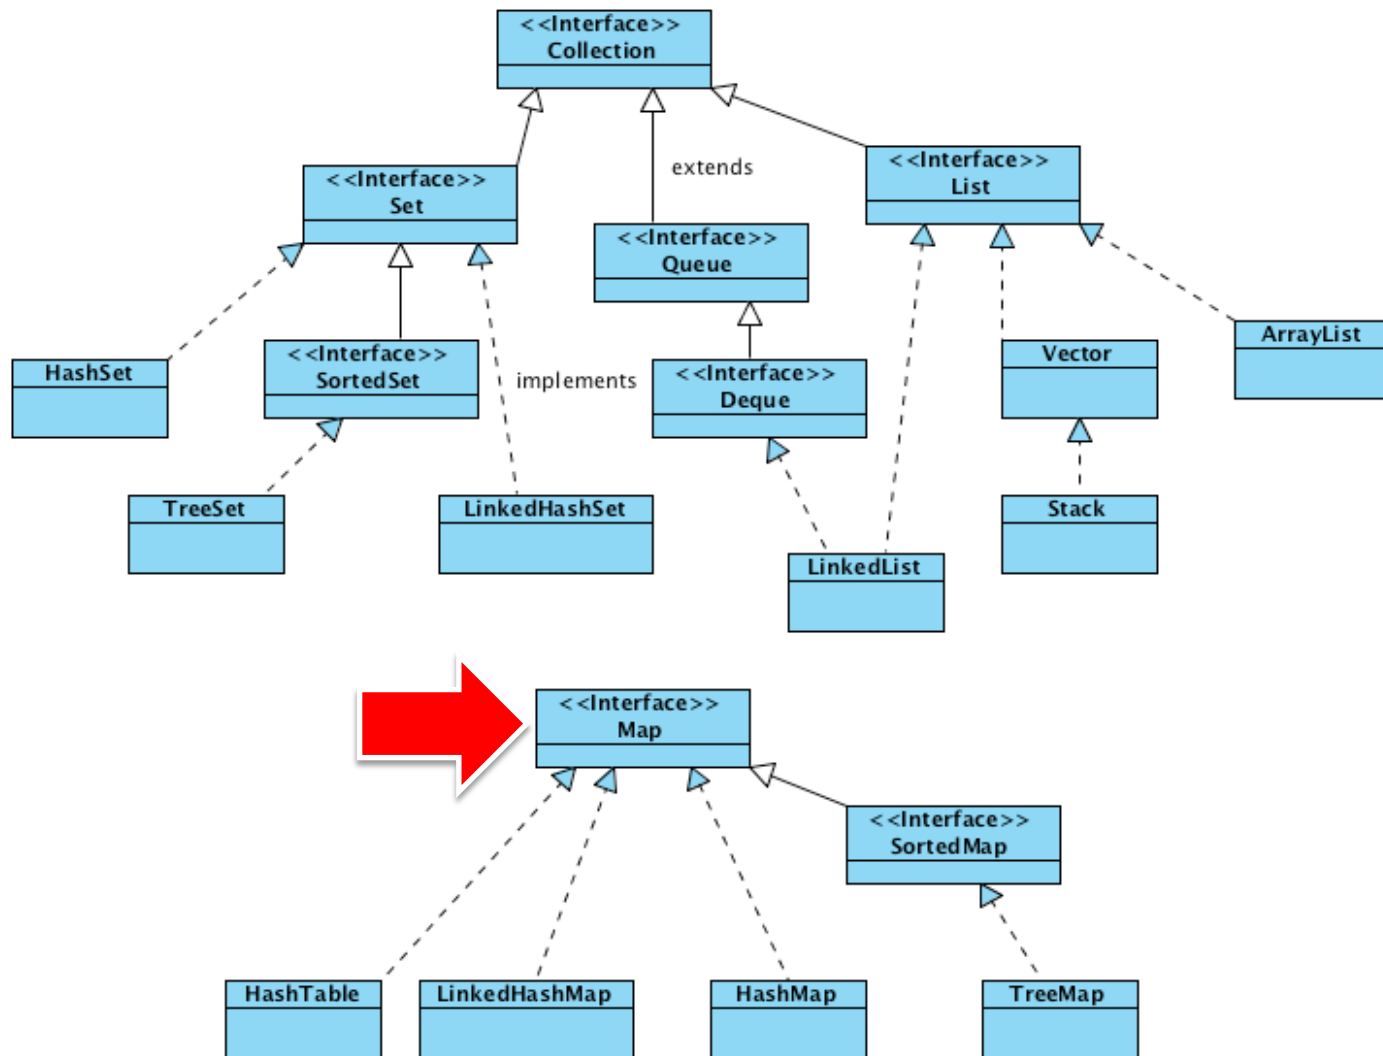 <<Interface>>
Collection
<<Interface>>
Set
extends
<<Interface>>
List
<<Interface>>
Queue
HashSet
<<Interface>>
SortedSet
implements
<<Interface>>
Deque
Vector
ArrayList
TreeSet
LinkedHashSet
LinkedList
Stack
<<Interface>>
Map
<<Interface>>
SortedMap
HashTable
LinkedHashMap
HashMap
TreeMap